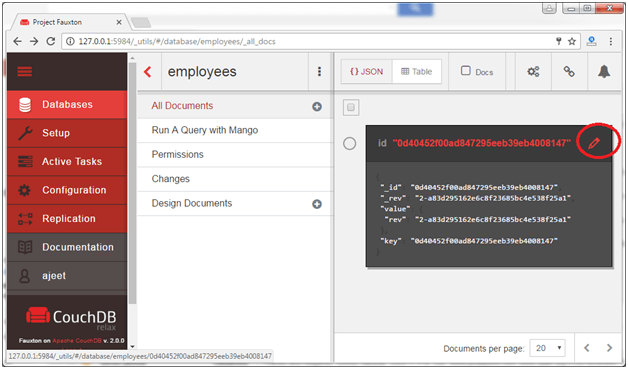 Project Fauxton
127.0.0.1:5984/_utils/#/database/employees/_all_docs
employees
{} JSON
Table
Docs
Databases
Setup
Active Tasks
Configuration
Replication
Documentation
ajeet
CouchDB
relax
Fauxton on Apache CouchDB v. 2.0.0
All Documents
Run A Query with Mango
Permissions
Changes
Design Documents
id "0d40452f00ad847295eeb39eb4008147"
{
"_id" "0d40452f00ad847295eeb39eb4008147"
"_rev" "2-a83d295162e6c8f23685bc4e538f25a1"
"value"
"rev" "2-a83d295162e6c8f23685bc4e538f25a1"
},
"key" "0d40452f00ad847295eeb39eb4008147"
}
Documents per page: 20
127.0.0.1:5984/_utils/#/database/employees/0d40452f00ad847295eeb39eb4008147